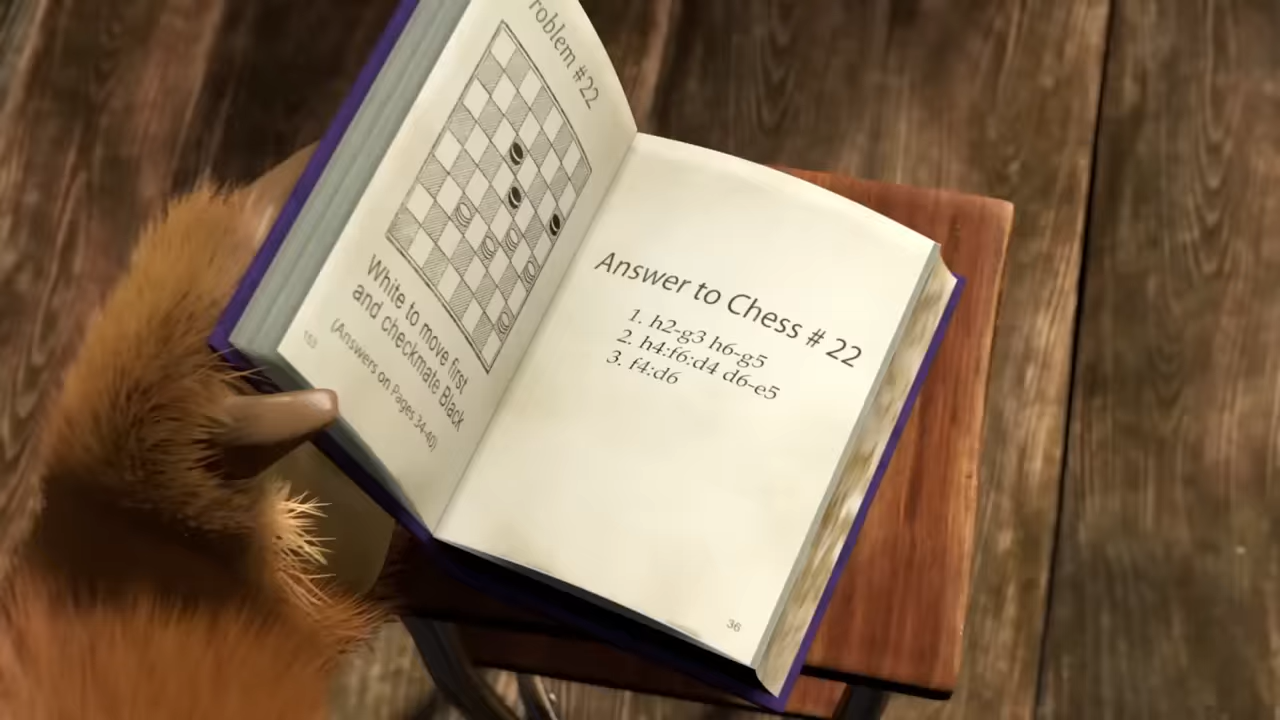 roblem #22
White to move first
and checkmate Black
(Answers on Pages 34-40)
153
Answer to Chess # 22
1. h2-g3 h6-g5
2. h4:f6:d4 d6-e5
3. f4:d6
36